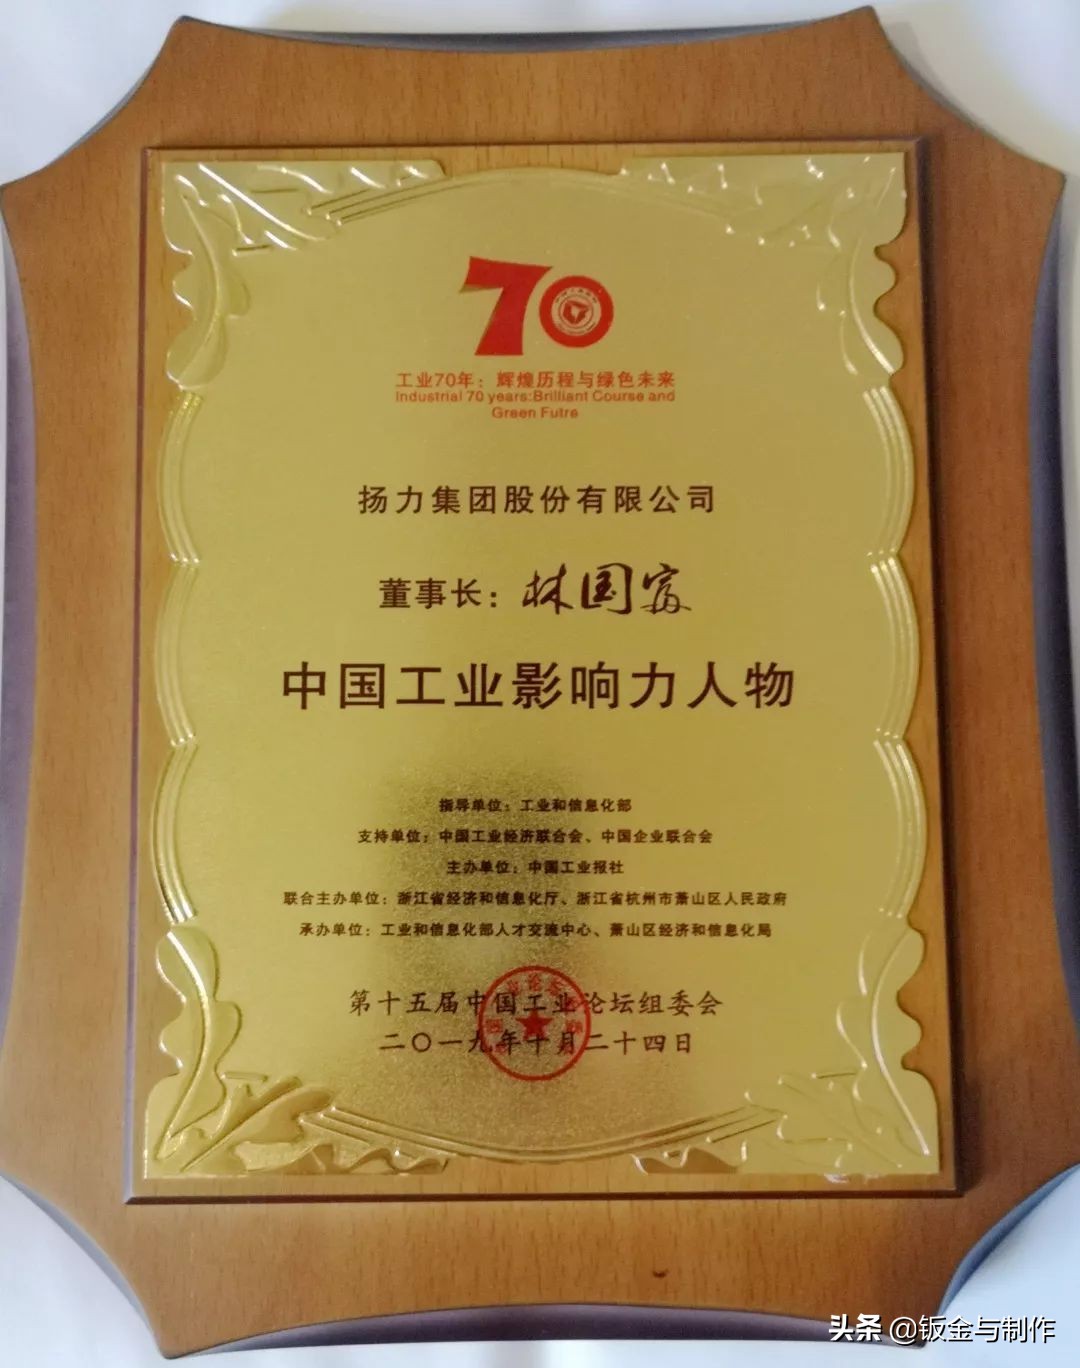 70
工业70年：辉煌历程与绿色未来
Industrial 70 years:Brilliant Course and
Green Futre
扬力集团股份有限公司
董事长：林国富
中国工业影响力人物
指导单位：工业和信息化部
支持单位：中国工业经济联合会、中国企业联合会
主办单位：中国工业报社
联合主办单位：浙江省经济和信息化厅、浙江省杭州市萧山区人民政府
承办单位：工业和信息化部人才交流中心、萧山区经济和信息化局
第十五届中国工业论坛组委会
二〇一九年十月二十四日
头条 @钣金与制作